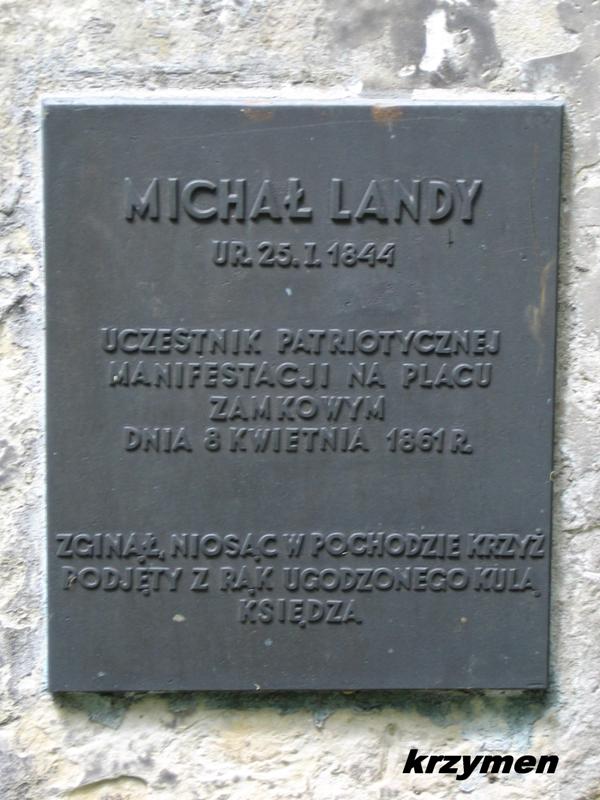 MICHAŁ LANDY
UR. 25. I. 1844
UCZESTNIK PATRIOTYCZNEJ
MANIFESTACJI NA PLACU
ZAMKOWYM
DNIA 8 KWIETNIA 1861 R.
ZGINĄŁ, NIOSĄC W POCHODZIE KRZYŻ
PODJĘTY Z RĄK UGODZONEGO KULĄ
KSIĘDZA
krzymen